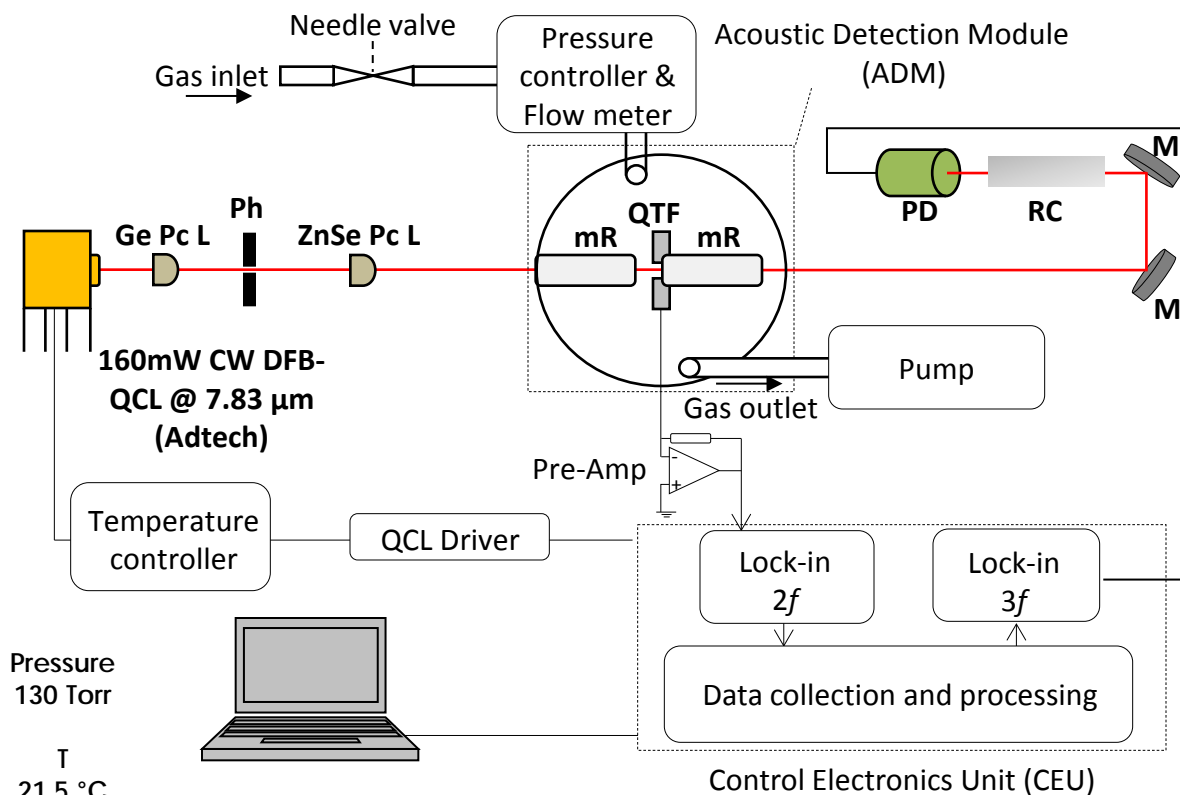 Needle valve
Gas inlet
Pressure
controller &
Flow meter
Acoustic Detection Module
(ADM)
M
PD
RC
M
Ge Pc L
Ph
ZnSe Pc L
mR
QTF
mR
160mW CW DFB-
QCL @ 7.83 µm
(Adtech)
Pump
Gas outlet
Pre-Amp
-
+
Temperature
controller
QCL Driver
Lock-in
2f
Lock-in
3f
Data collection and processing
Control Electronics Unit (CEU)
Pressure
130 Torr
T
21.5 °C